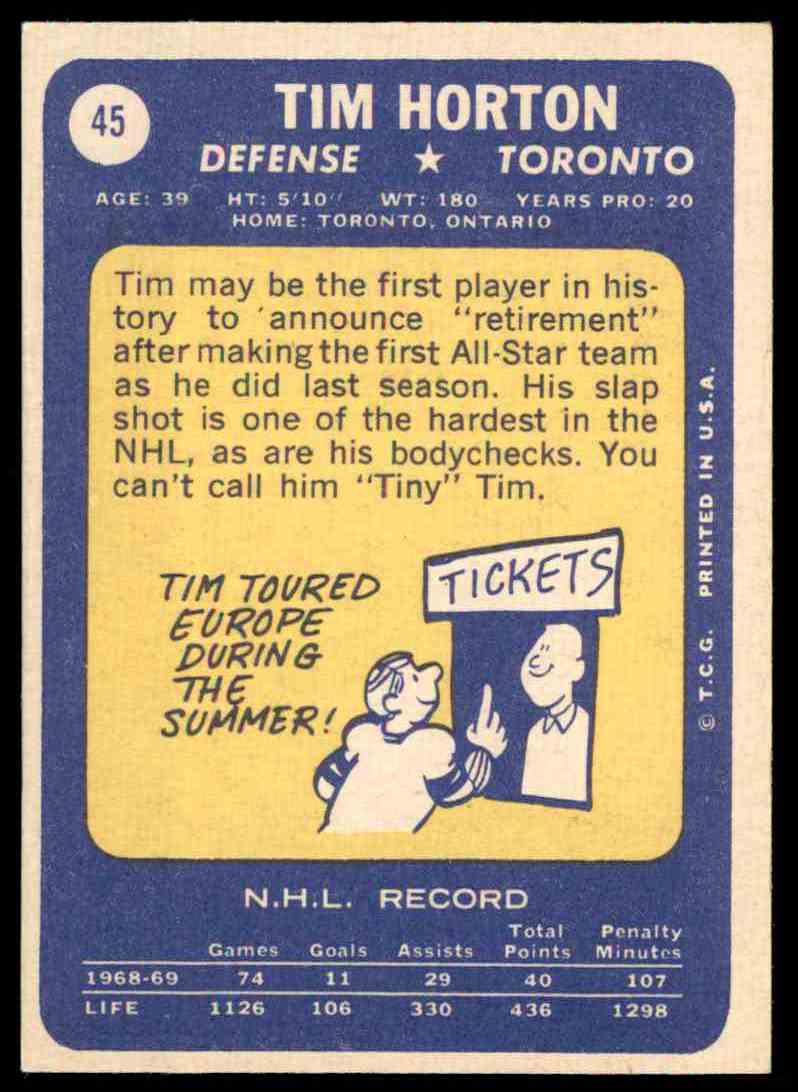 45
TIM HORTON
DEFENSE ★ TORONTO
AGE: 39 HT: 5'10" WT: 180 YEARS PRO: 20
HOME: TORONTO, ONTARIO
Tim may be the first player in his-
tory to announce "retirement"
after making the first All-Star team
as he did last season. His slap
shot is one of the hardest in the
NHL, as are his bodychecks. You
can't call him "Tiny" Tim.
TIM TOURED
EUROPE
DURING
THE
SUMMER!
TICKETS
© T.C.G. PRINTED IN U.S.A.
N.H.L. RECORD
Games Goals Assists Total Points Penalty Minutes
1968-69 74 11 29 40 107
LIFE 1126 106 330 436 1298